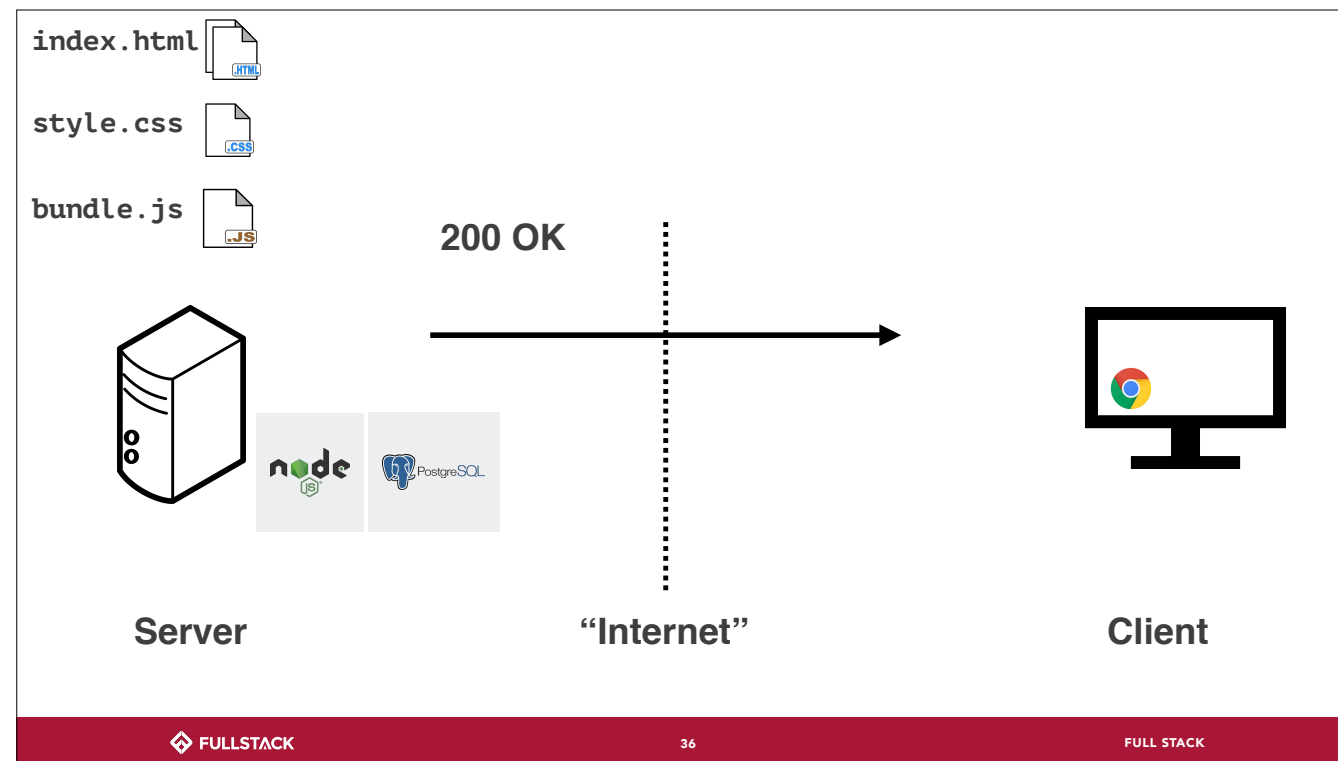 index.html
.HTML
style.css
.CSS
bundle.js
.JS
200 OK
node
JS
PostgreSQL
Server
“Internet”
Client
FULLSTACK
36
FULL STACK